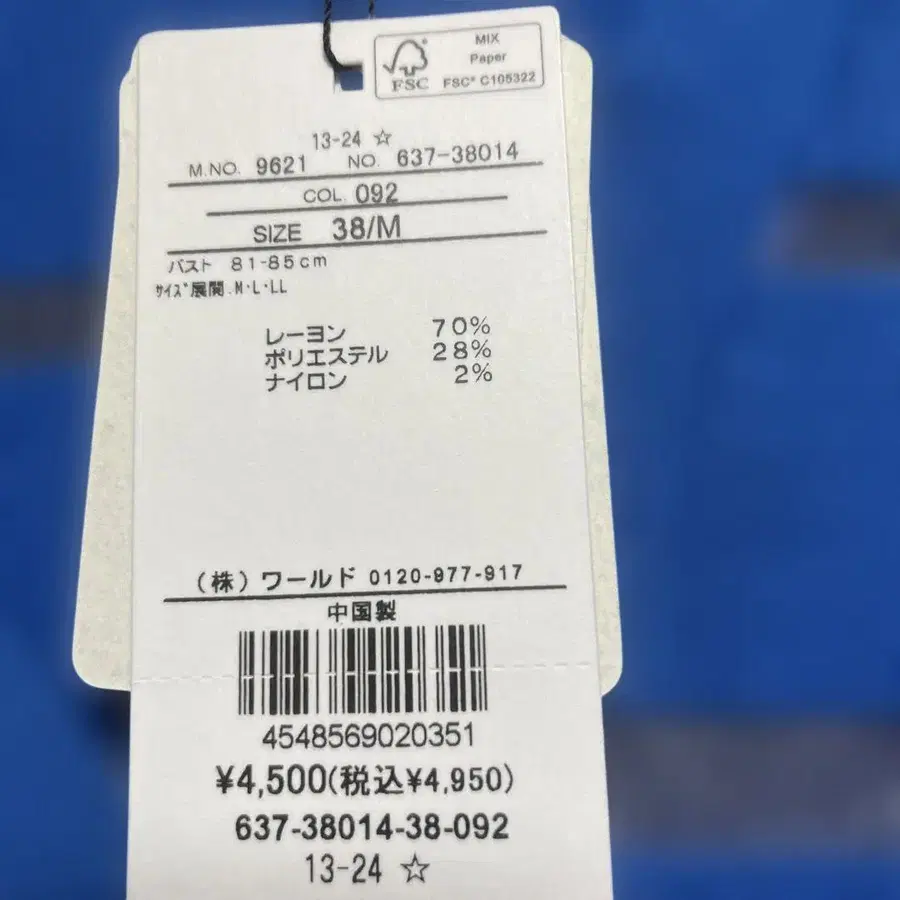 MIX
Paper
FSC® C105322
FSC
13-24 ☆
M.NO. 9621 NO. 637-38014
COL. 092
SIZE 38/M
バスト 81-85cm
ｻｲｽﾞ展開.M・L・LL
レーヨン 70%
ポリエステル 28%
ナイロン 2%
(株)ワールド 0120-977-917
中国製
4548569020351
¥4,500(税込¥4,950)
637-38014-38-092
13-24 ☆